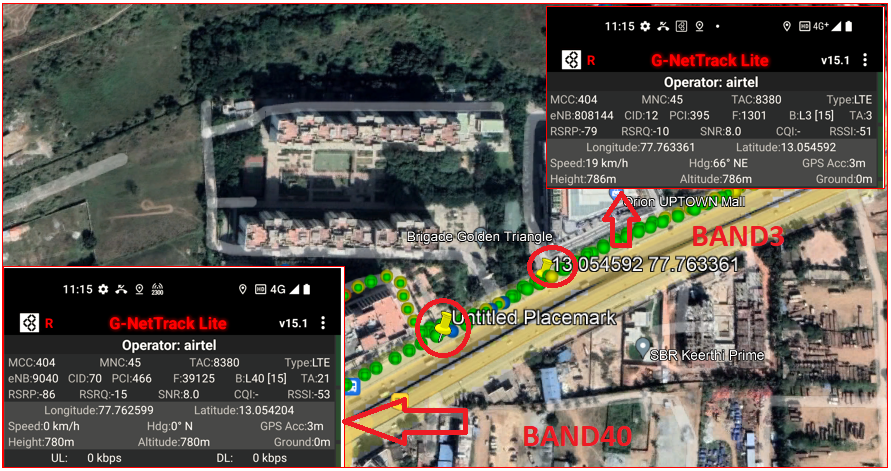 11:15 4G+
R G-NetTrack Lite v15.1
Operator: airtel
MCC:404 MNC:45 TAC:8380 Type:LTE
eNB:808144 CID:12 PCI:395 F:1301 B:L3 [15] TA:3
RSRP:-79 RSRQ:-10 SNR:8.0 CQI:- RSSI:-51
Longitude:77.763361 Latitude:13.054592
Speed:19 km/h Hdg:66° NE GPS Acc:3m
Height:786m Altitude:786m Ground:0m
Orion UPTOWN Mall
BAND3
Brigade Golden Triangle
13.054592 77.763361
Untitled Placemark
SBR Keerthi Prime
BAND40
11:15 2300 HD 4G
R G-NetTrack Lite v15.1
Operator: airtel
MCC:404 MNC:45 TAC:8380 Type:LTE
eNB:9040 CID:70 PCI:466 F:39125 B:L40 [15] TA:21
RSRP:-86 RSRQ:-15 SNR:8.0 CQI:- RSSI:-53
Longitude:77.762599 Latitude:13.054204
Speed:0 km/h Hdg:0° N GPS Acc:3m
Height:780m Altitude:780m Ground:0m
UL: 0 kbps DL: 0 kbps